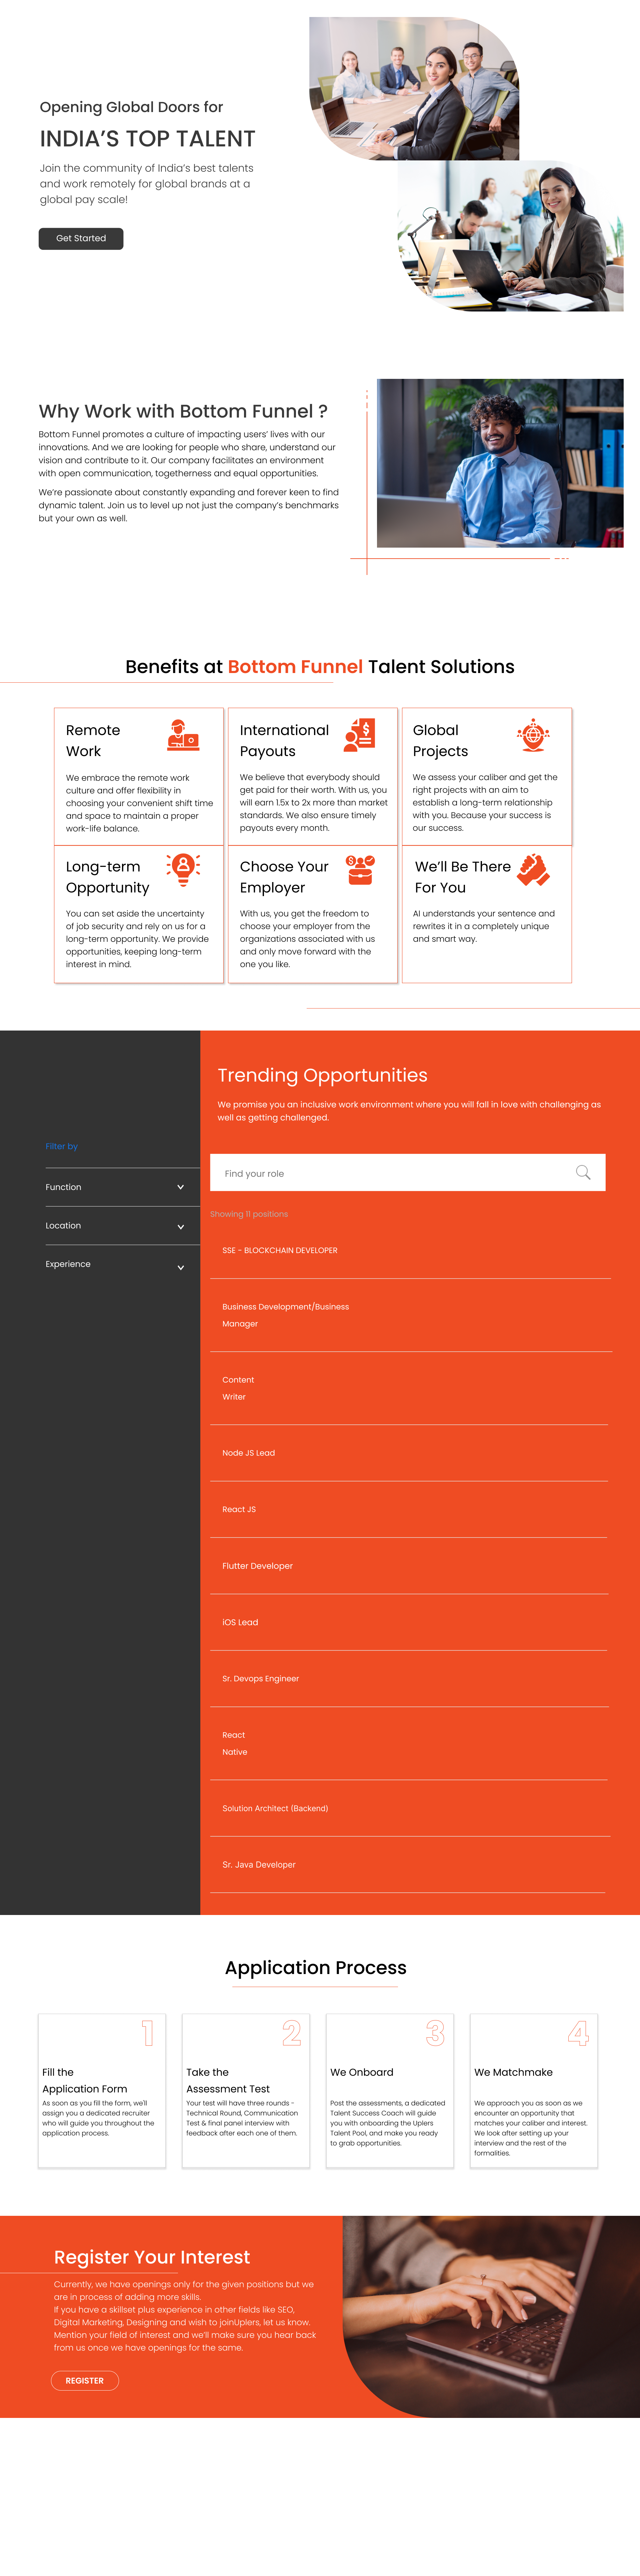 Opening Global Doors for
INDIA’S TOP TALENT
Join the community of India’s best talents
and work remotely for global brands at a
global pay scale!
Get Started
Why Work with Bottom Funnel ?
Bottom Funnel promotes a culture of impacting users’ lives with our
innovations. And we are looking for people who share, understand our
vision and contribute to it. Our company facilitates an environment
with open communication, togetherness and equal opportunities.
We’re passionate about constantly expanding and forever keen to find
dynamic talent. Join us to level up not just the company’s benchmarks
but your own as well.
Benefits at Bottom Funnel Talent Solutions
Remote
Work
We embrace the remote work
culture and offer flexibility in
choosing your convenient shift time
and space to maintain a proper
work-life balance.
International
Payouts
We believe that everybody should
get paid for their worth. With us, you
will earn 1.5x to 2x more than market
standards. We also ensure timely
payouts every month.
Global
Projects
We assess your caliber and get the
right projects with an aim to
establish a long-term relationship
with you. Because your success is
our success.
Long-term
Opportunity
You can set aside the uncertainty
of job security and rely on us for a
long-term opportunity. We provide
opportunities, keeping long-term
interest in mind.
Choose Your
Employer
With us, you get the freedom to
choose your employer from the
organizations associated with us
and only move forward with the
one you like.
We’ll Be There
For You
AI understands your sentence and
rewrites it in a completely unique
and smart way.
Trending Opportunities
We promise you an inclusive work environment where you will fall in love with challenging as
well as getting challenged.
Filter by
Function
Location
Experience
Find your role
Showing 11 positions
SSE - BLOCKCHAIN DEVELOPER
Business Development/Business
Manager
Content
Writer
Node JS Lead
React JS
Flutter Developer
iOS Lead
Sr. Devops Engineer
React
Native
Solution Architect (Backend)
Sr. Java Developer
Application Process
1
Fill the
Application Form
As soon as you fill the form, we'll
assign you a dedicated recruiter
who will guide you throughout the
application process.
2
Take the
Assessment Test
Your test will have three rounds -
Technical Round, Communication
Test & final panel interview with
feedback after each one of them.
3
We Onboard
Post the assessments, a dedicated
Talent Success Coach will guide
you with onboarding the Uplers
Talent Pool, and make you ready
to grab opportunities.
4
We Matchmake
We approach you as soon as we
encounter an opportunity that
matches your caliber and interest.
We look after setting up your
interview and the rest of the
formalities.
Register Your Interest
Currently, we have openings only for the given positions but we
are in process of adding more skills.
If you have a skillset plus experience in other fields like SEO,
Digital Marketing, Designing and wish to joinUplers, let us know.
Mention your field of interest and we’ll make sure you hear back
from us once we have openings for the same.
REGISTER